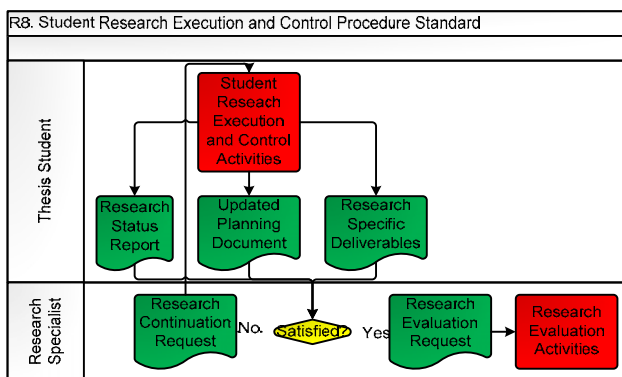 R8. Student Research Execution and Control Procedure Standard
Thesis Student
Student
Reseach
Execution
and Control
Activities
Research
Status
Report
Updated
Planning
Document
Research
Specific
Deliverables
Research
Specialist
Research
Continuation
Request
No.
Satisfied?
Yes
Research
Evaluation
Request
Research
Evaluation
Activities